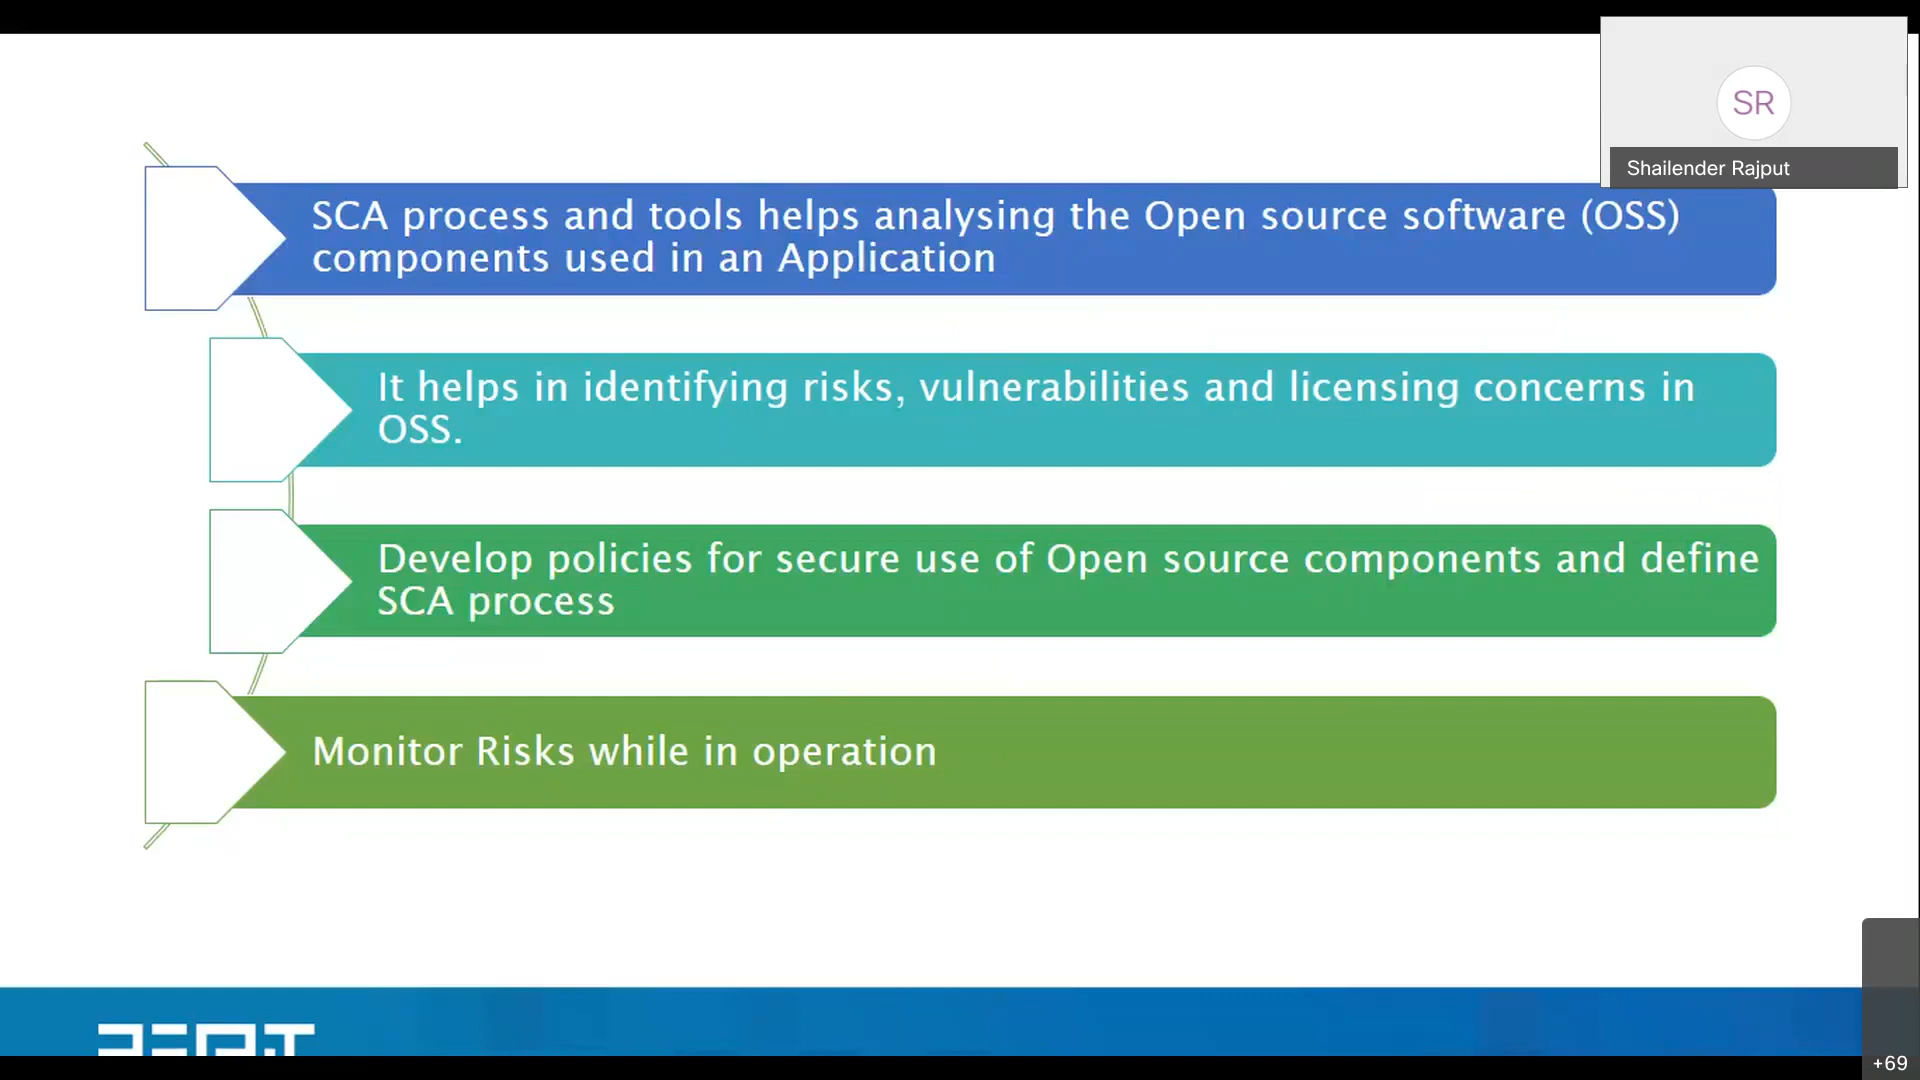 SR
Shailender Rajput
SCA process and tools helps analysing the Open source software (OSS)
components used in an Application
It helps in identifying risks, vulnerabilities and licensing concerns in
OSS.
Develop policies for secure use of Open source components and define
SCA process
Monitor Risks while in operation
+69